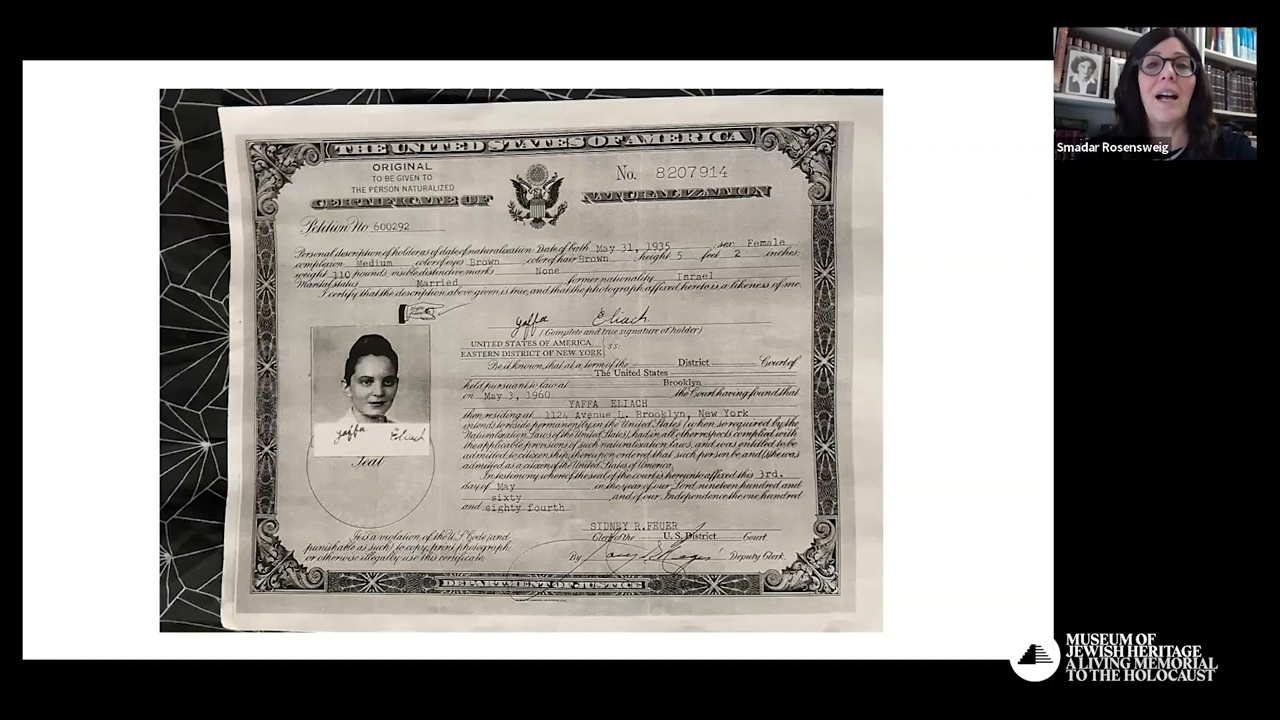 THE UNITED STATES OF AMERICA
ORIGINAL
TO BE GIVEN TO
THE PERSON NATURALIZED
No. 8207914
CERTIFICATE OF NATURALIZATION
Petition No 600292
Personal description of holder as of date of naturalization: Date of birth May 31, 1935 sex Female
complexion Medium color of eyes Brown color of hair Brown height 5 feet 2 inches;
weight 110 pounds; visible distinctive marks None
Marital status Married former nationality Israel
I certify that the description above given is true, and that the photograph affixed hereto is a likeness of me.
Yaffa Eliach
(Complete and true signature of holder)
UNITED STATES OF AMERICA
EASTERN DISTRICT OF NEW YORK } ss:
Be it known, that at a term of the District Court of
The United States
held pursuant to law at Brooklyn
on May 3, 1960 the Court having found that
YAFFA ELIACH
then residing at 1124 Avenue L. Brooklyn, New York
intends to reside permanently in the United States (when so required by the
Naturalization Laws of the United States), had in all other respects complied with
the applicable provisions of such naturalization laws, and was entitled to be
admitted to citizenship, thereupon ordered that such person be and (s)he was
admitted as a citizen of the United States of America.
In testimony whereof the seal of the court is hereunto affixed this 3rd.
day of May in the year of our Lord nineteen hundred and
sixty and of our Independence the one hundred
and eighty fourth
Yaffa Eliach
Seal
SIDNEY R. FEUER
Clerk of the U. S. District Court
By Deputy Clerk
It is a violation of the U.S. Code (and
punishable as such) to copy, print, photograph,
or otherwise illegally use this certificate.
DEPARTMENT OF JUSTICE
Smadar Rosensweig
MUSEUM OF
JEWISH HERITAGE
A LIVING MEMORIAL
TO THE HOLOCAUST